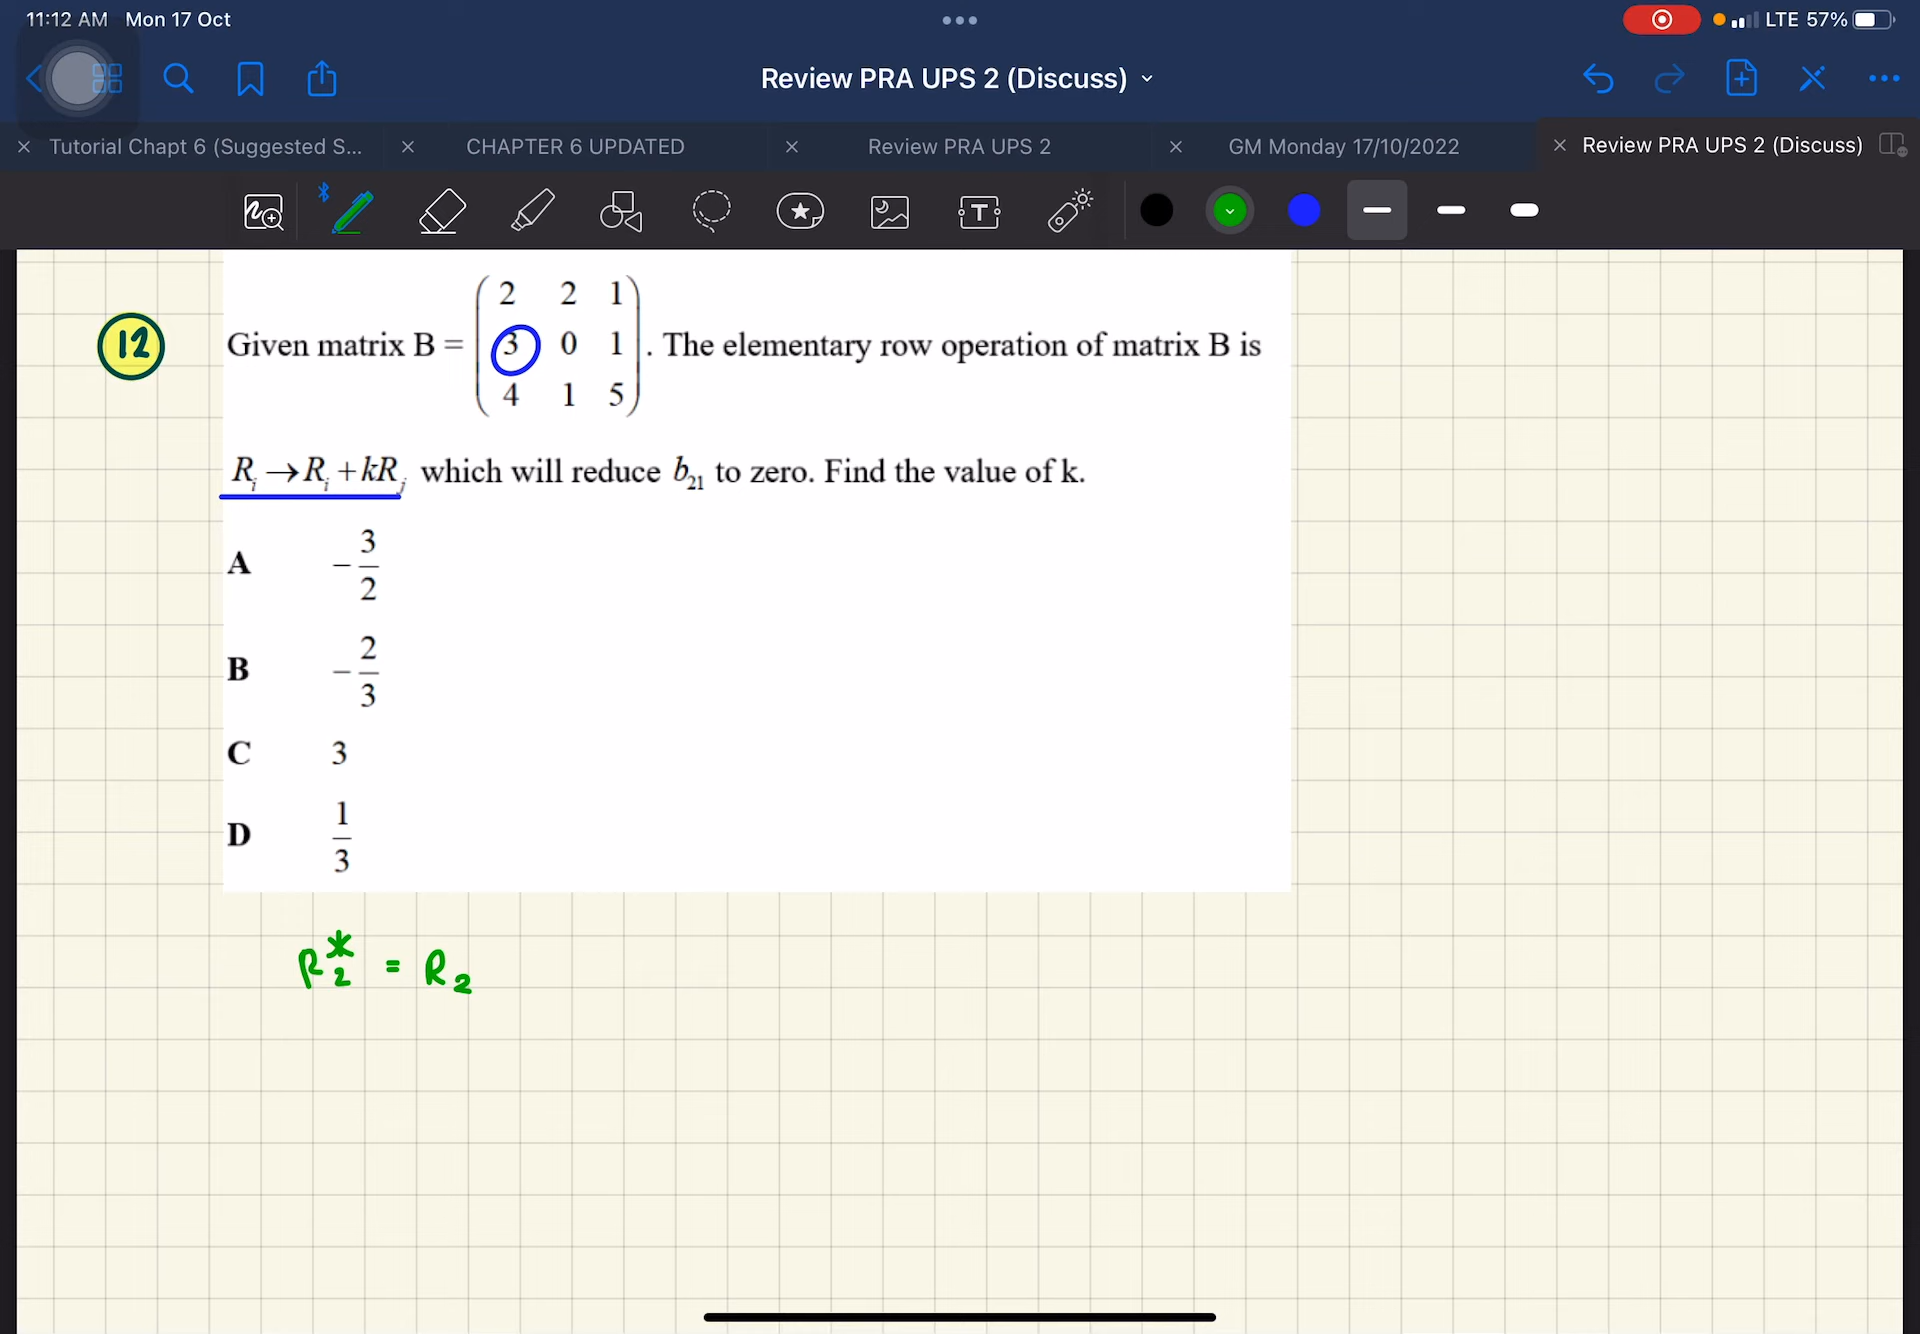 11:12 AM Mon 17 Oct
LTE 57%
Review PRA UPS 2 (Discuss)
Tutorial Chapt 6 (Suggested S...
CHAPTER 6 UPDATED
Review PRA UPS 2
GM Monday 17/10/2022
Review PRA UPS 2 (Discuss)
T
12
2 2 1
Given matrix B = 3 0 1 . The elementary row operation of matrix B is
4 1 5
R_i → R_i + kR_j which will reduce b_21 to zero. Find the value of k.
A -3/2
B -2/3
C 3
D 1/3
R_2^* = R_2